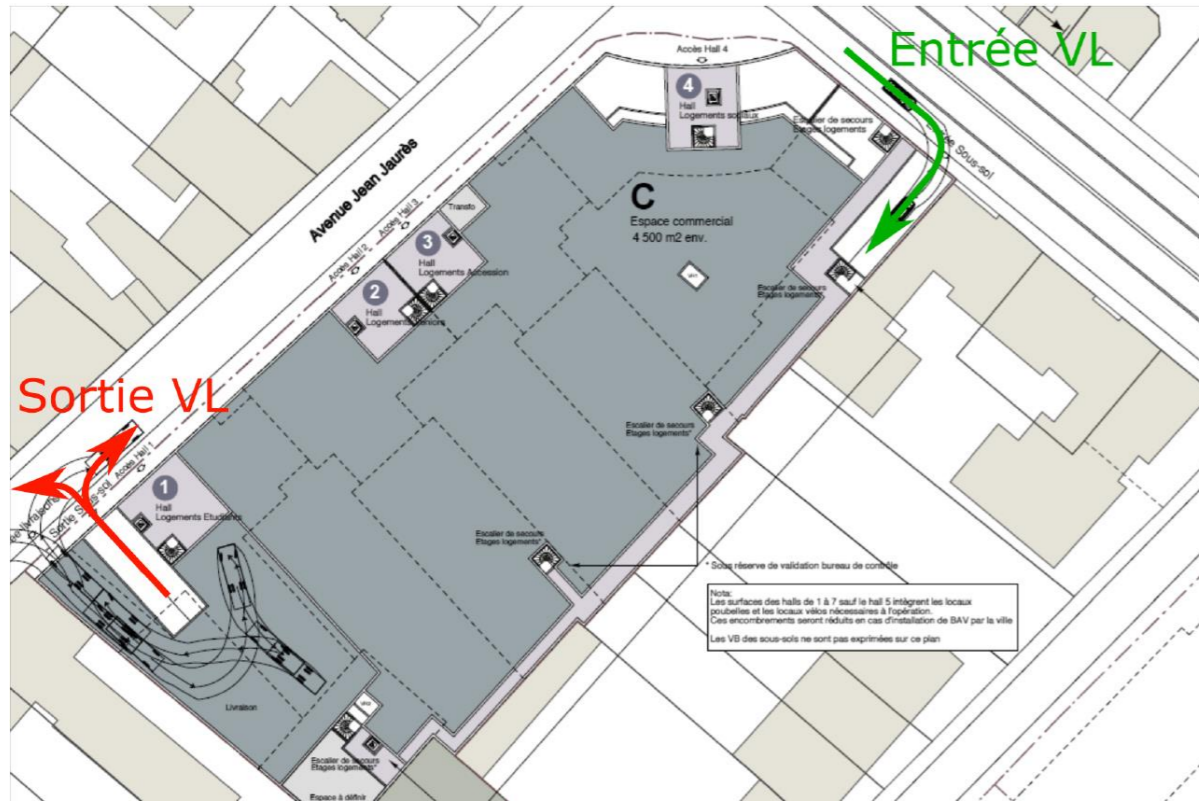 Accès Hall 4
Entrée VL
4
Hall
Logements sociaux
Escalier de secours
Etages logements
Sous-sol
Avenue Jean Jaurès
C
Espace commercial
4 500 m2 env.
Transfo
Accès Hall 3
3
Hall
Logements Accession
Accès Hall 2
2
Hall
Logements Seniors
Escalier de secours
Etages logements*
Sortie VL
Accès Hall 1
1
Hall
Logements Etudiants
Sortie Sous-sol
Escalier de secours
Etages logements*
Escalier de secours
Etages logements*
* Sous réserve de validation bureau de contrôle
Nota:
Les surfaces des halls de 1 à 7 sauf le hall 5 intègrent les locaux
poubelles et les locaux vélos nécessaires à l'opération.
Ces encombrements seront réduits en cas d'installation de BAV par la ville
Les VB des sous-sols ne sont pas exprimées sur ce plan
Livraison
Escalier de secours
Etages logements*
Espace à définir